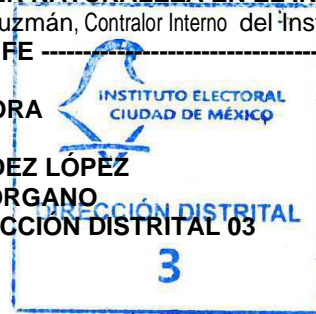 uzmán, Contralor Interno del Ins
FE ------------------------------------
INSTITUTO ELECTORAL
CIUDAD DE MÉXICO
ORA
DEZ LÓPEZ
ÓRGANO
DIRECCIÓN DISTRITAL
CCIÓN DISTRITAL 03
3